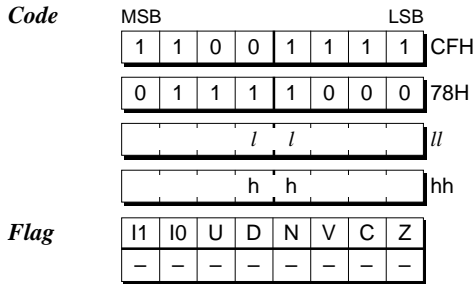 Code MSB LSB
1 1 0 0 1 1 1 1 CFH
0 1 1 1 1 0 0 0 78H
l l ll
h h hh
Flag I1 I0 U D N V C Z
– – – – – – – –